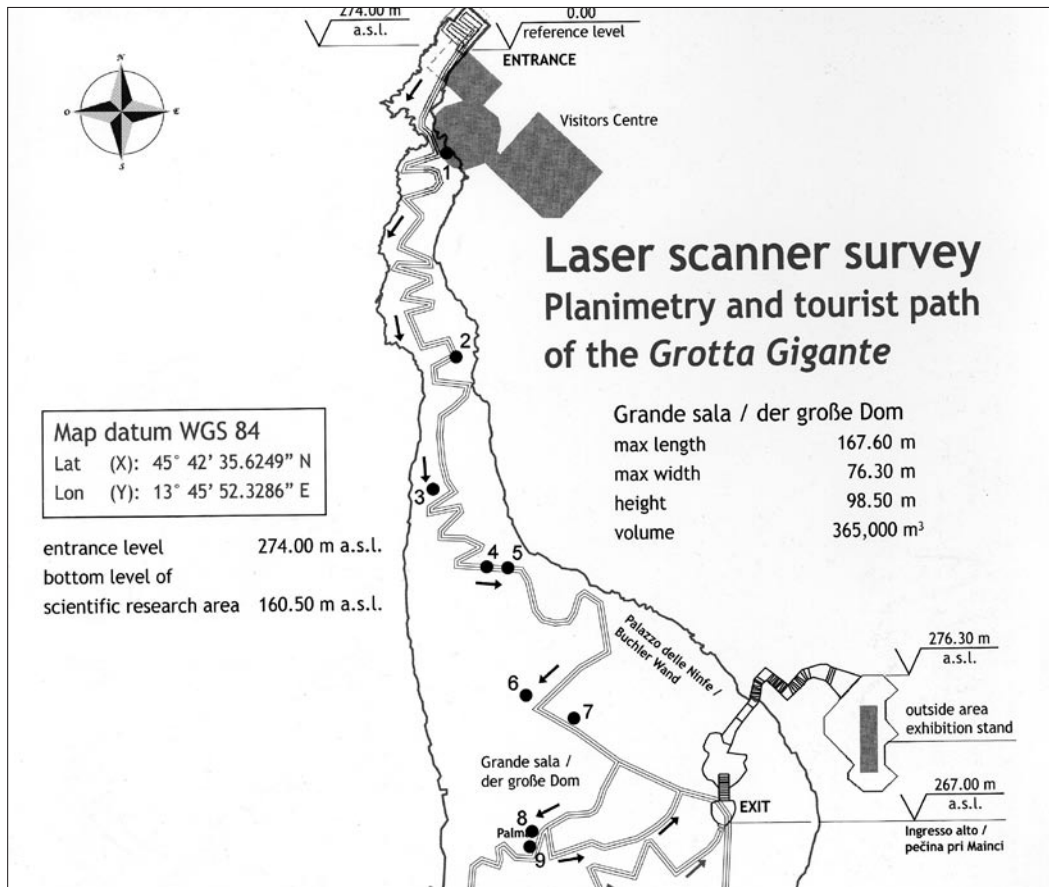 274.00 m
a.s.l.
0.00
reference level
ENTRANCE
N
O
E
S
Visitors Centre
1
Laser scanner survey
Planimetry and tourist path
of the Grotta Gigante
2
Grande sala / der große Dom
max length 167.60 m
max width 76.30 m
height 98.50 m
volume 365,000 m³
Map datum WGS 84
Lat (X): 45° 42' 35.6249” N
Lon (Y): 13° 45' 52.3286” E
3
entrance level 274.00 m a.s.l.
bottom level of
scientific research area 160.50 m a.s.l.
4 5
Palazzo delle Ninfe /
Buchler Wand
276.30 m
a.s.l.
6
7
outside area
exhibition stand
Grande sala /
der große Dom
267.00 m
a.s.l.
EXIT
8
Palm
9
Ingresso alto /
pečina pri Mainci